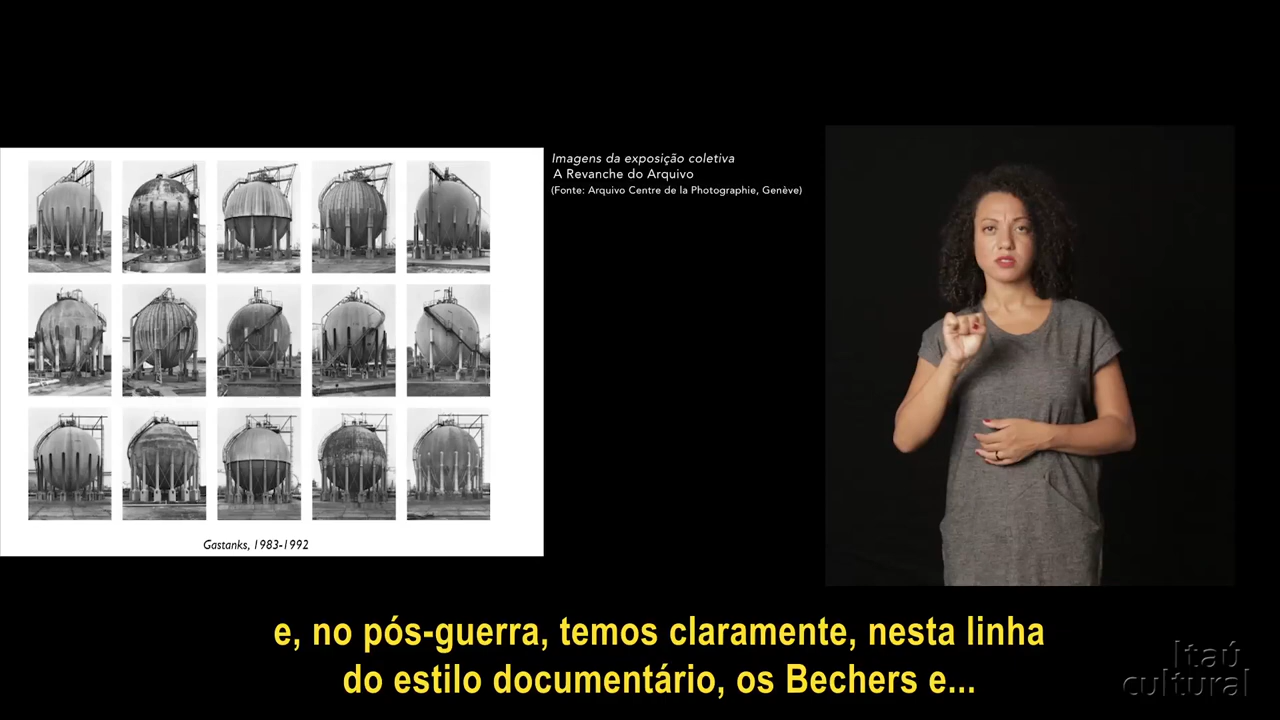 Imagens da exposição coletiva
A Revanche do Arquivo
(Fonte: Arquivo Centre de la Photographie, Genève)
Gastanks, 1983-1992
e, no pós-guerra, temos claramente, nesta linha
do estilo documentário, os Bechers e...
Itaú
cultural